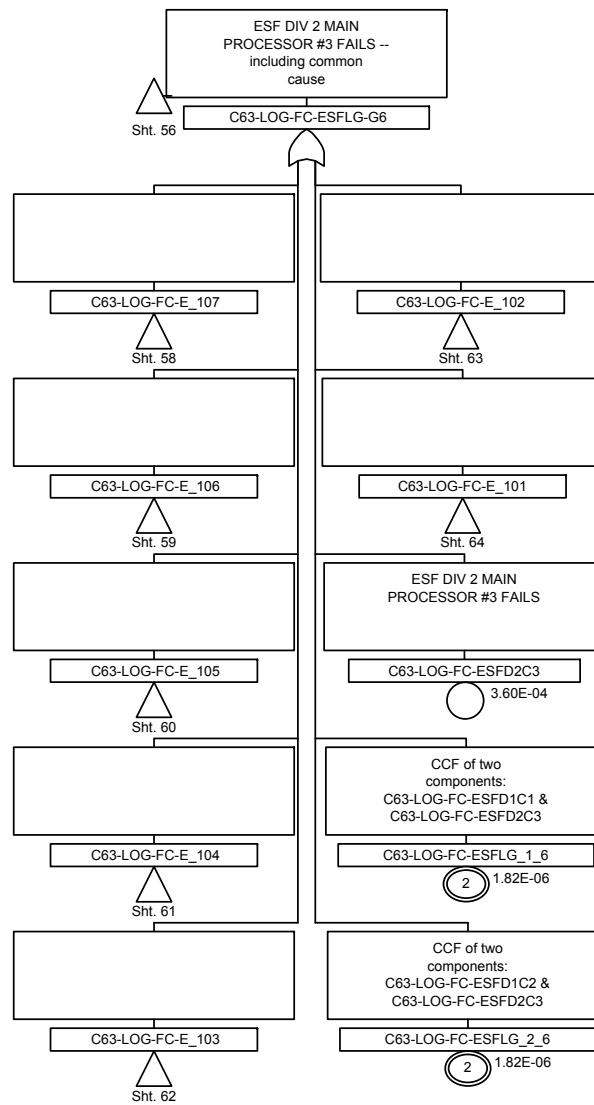 ESF DIV 2 MAIN
PROCESSOR #3 FAILS --
including common
cause
Sht. 56
C63-LOG-FC-ESFLG-G6
C63-LOG-FC-E_107
Sht. 58
C63-LOG-FC-E_102
Sht. 63
C63-LOG-FC-E_106
Sht. 59
C63-LOG-FC-E_101
Sht. 64
C63-LOG-FC-E_105
Sht. 60
ESF DIV 2 MAIN
PROCESSOR #3 FAILS
C63-LOG-FC-ESFD2C3
3.60E-04
C63-LOG-FC-E_104
Sht. 61
CCF of two
components:
C63-LOG-FC-ESFD1C1 &
C63-LOG-FC-ESFD2C3
C63-LOG-FC-ESFLG_1_6
2
1.82E-06
C63-LOG-FC-E_103
Sht. 62
CCF of two
components:
C63-LOG-FC-ESFD1C2 &
C63-LOG-FC-ESFD2C3
C63-LOG-FC-ESFLG_2_6
2
1.82E-06